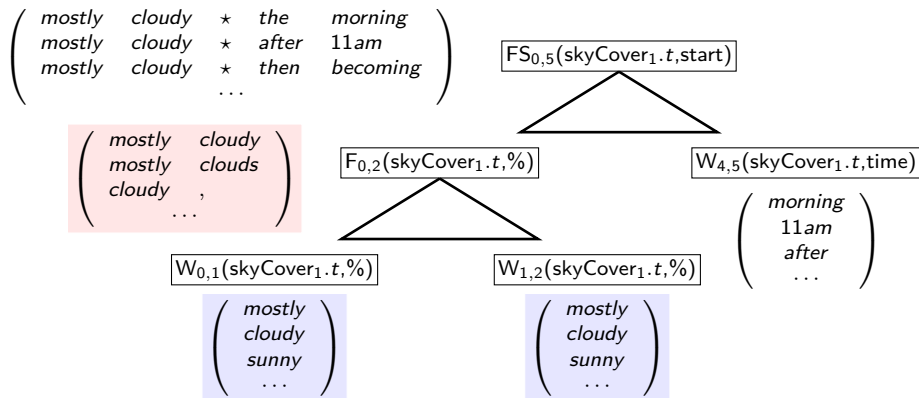 mostly cloudy ⋆ the morning
mostly cloudy ⋆ after 11am
mostly cloudy ⋆ then becoming
...
FS0,5(skyCover1.t,start)
mostly cloudy
mostly clouds
cloudy ,
...
F0,2(skyCover1.t,%)
W4,5(skyCover1.t,time)
morning
11am
after
...
W0,1(skyCover1.t,%)
W1,2(skyCover1.t,%)
mostly
cloudy
sunny
...
mostly
cloudy
sunny
...